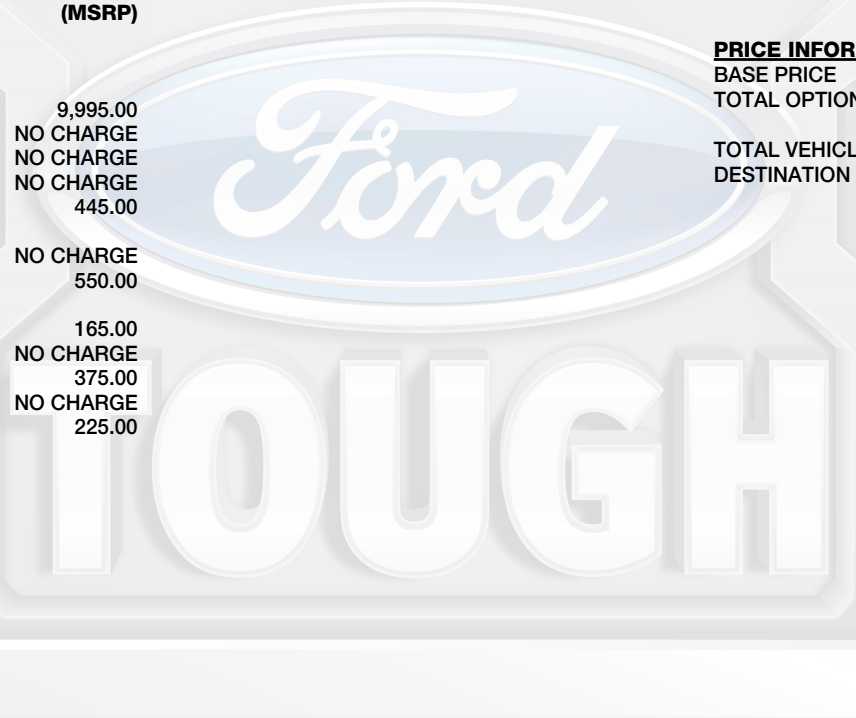 (MSRP)
9,995.00
NO CHARGE
NO CHARGE
NO CHARGE
445.00
NO CHARGE
550.00
165.00
NO CHARGE
375.00
NO CHARGE
225.00
PRICE INFOR
BASE PRICE
TOTAL OPTION
TOTAL VEHICL
DESTINATION
Ford
TOUGH